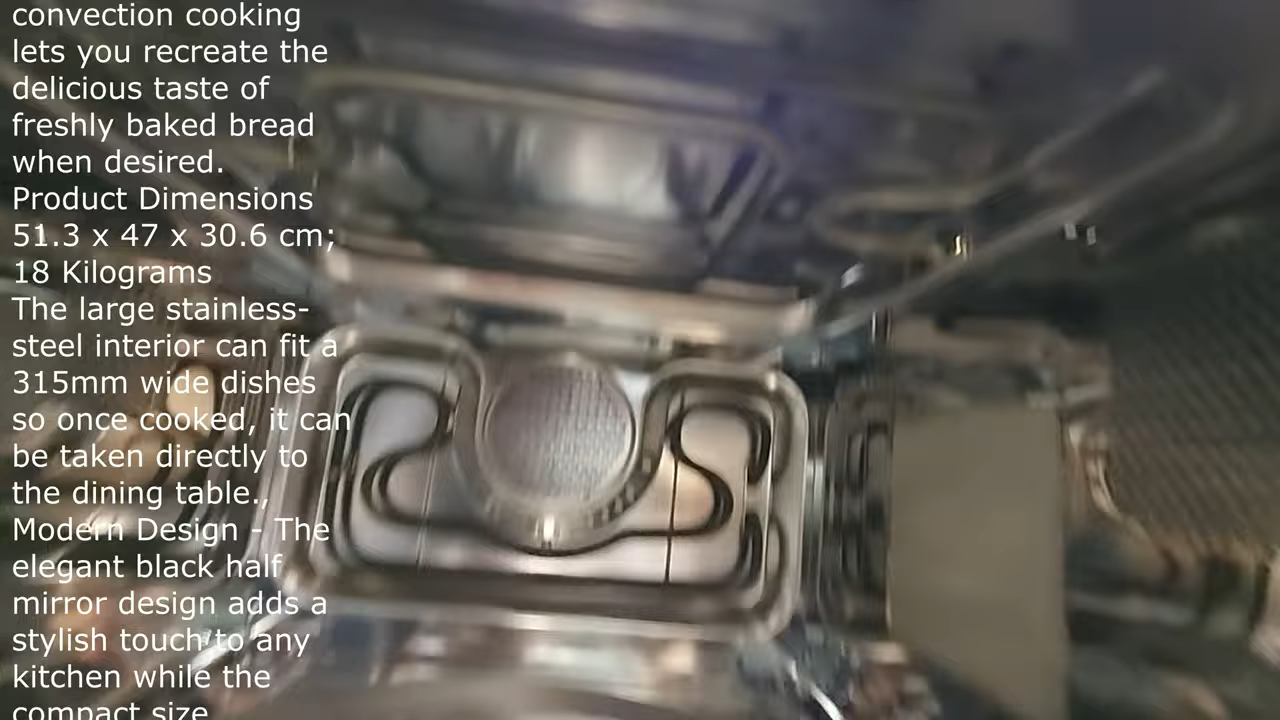 convection cooking
lets you recreate the
delicious taste of
freshly baked bread
when desired.
Product Dimensions
51.3 x 47 x 30.6 cm;
18 Kilograms
The large stainless-
steel interior can fit a
315mm wide dishes
so once cooked, it can
be taken directly to
the dining table.,
Modern Design - The
elegant black half
mirror design adds a
stylish touch to any
kitchen while the
compact size